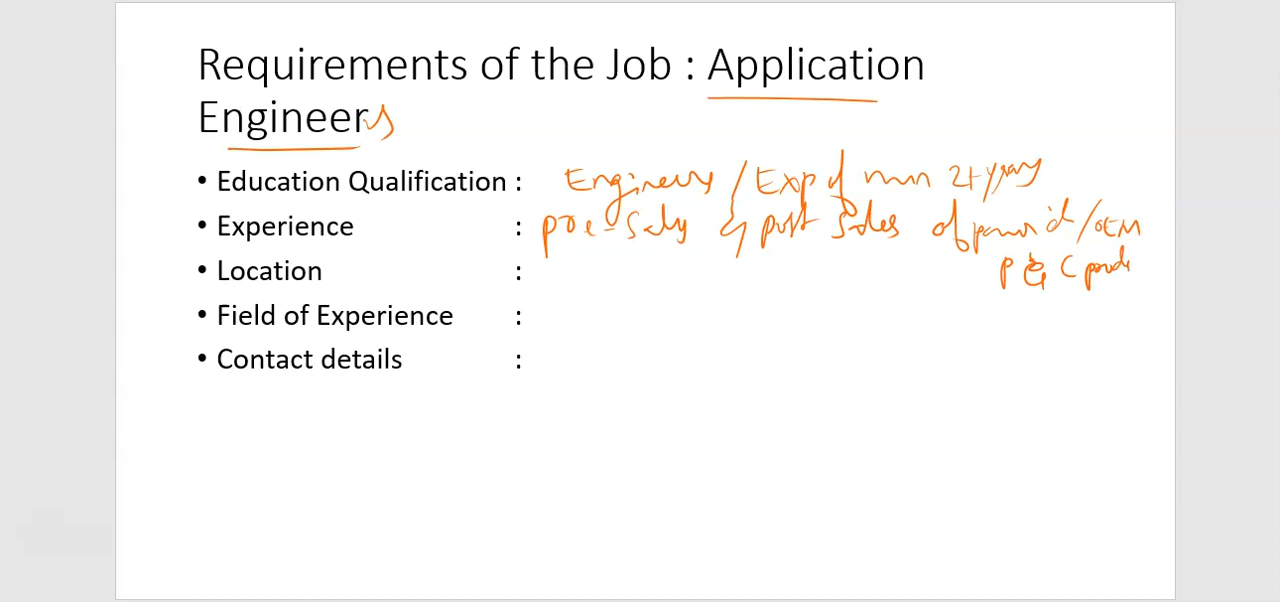 Requirements of the Job : Application
Engineers
• Education Qualification : Engineers / Exp of min 2+ years
• Experience : pre-sales & post sales of /OEM
P & C
• Location :
• Field of Experience :
• Contact details :